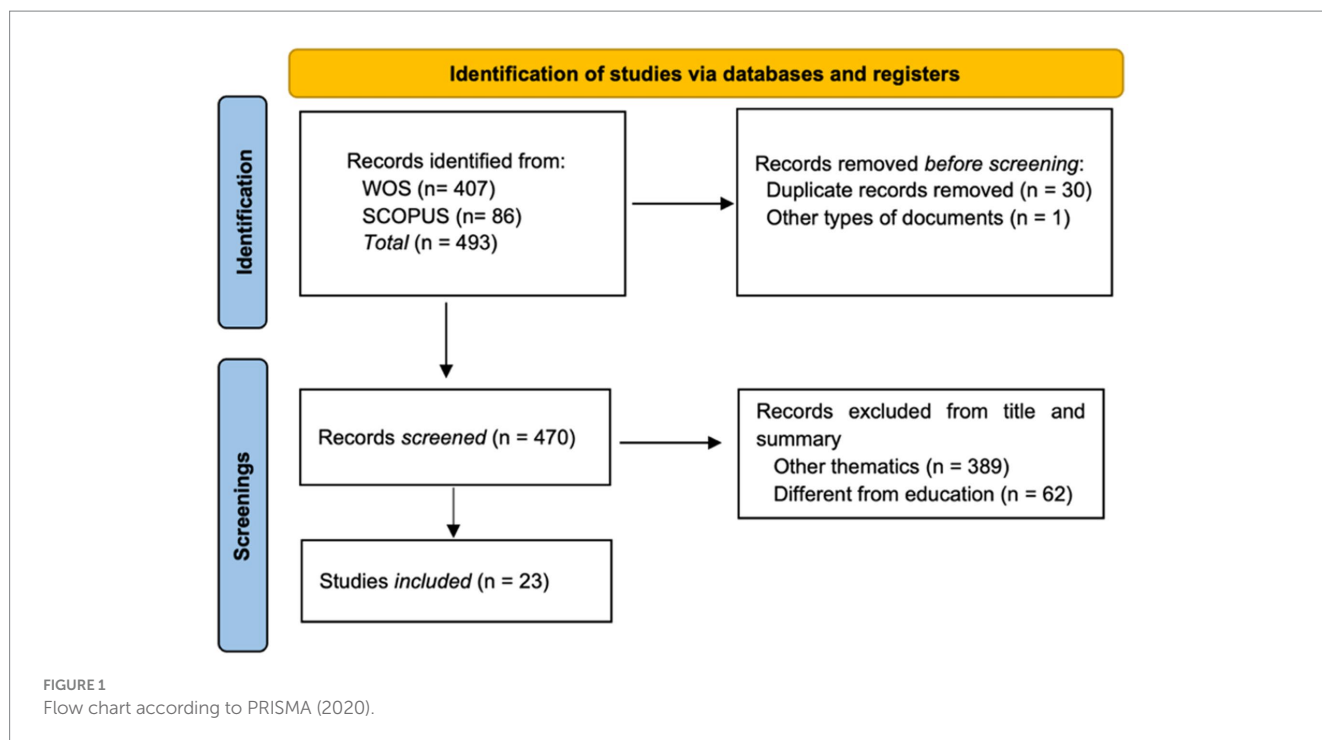 Identification of studies via databases and registers
Identification
Records identified from:
WOS (n= 407)
SCOPUS (n= 86)
Total (n = 493)
Records removed before screening:
Duplicate records removed (n = 30)
Other types of documents (n = 1)
Screenings
Records screened (n = 470)
Records excluded from title and
summary
Other thematics (n = 389)
Different from education (n = 62)
Studies included (n = 23)
FIGURE 1
Flow chart according to PRISMA (2020).